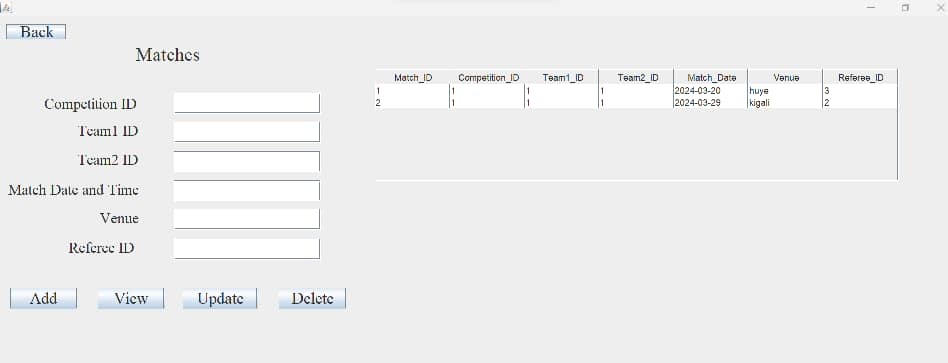 Back
Matches
Competition ID
Team1 ID
Team2 ID
Match Date and Time
Venue
Referee ID
Add View Update Delete
Match_ID Competition_ID Team1_ID Team2_ID Match_Date Venue Referee_ID
1 1 1 1 2024-03-20 huye 3
2 1 1 1 2024-03-29 kigali 2